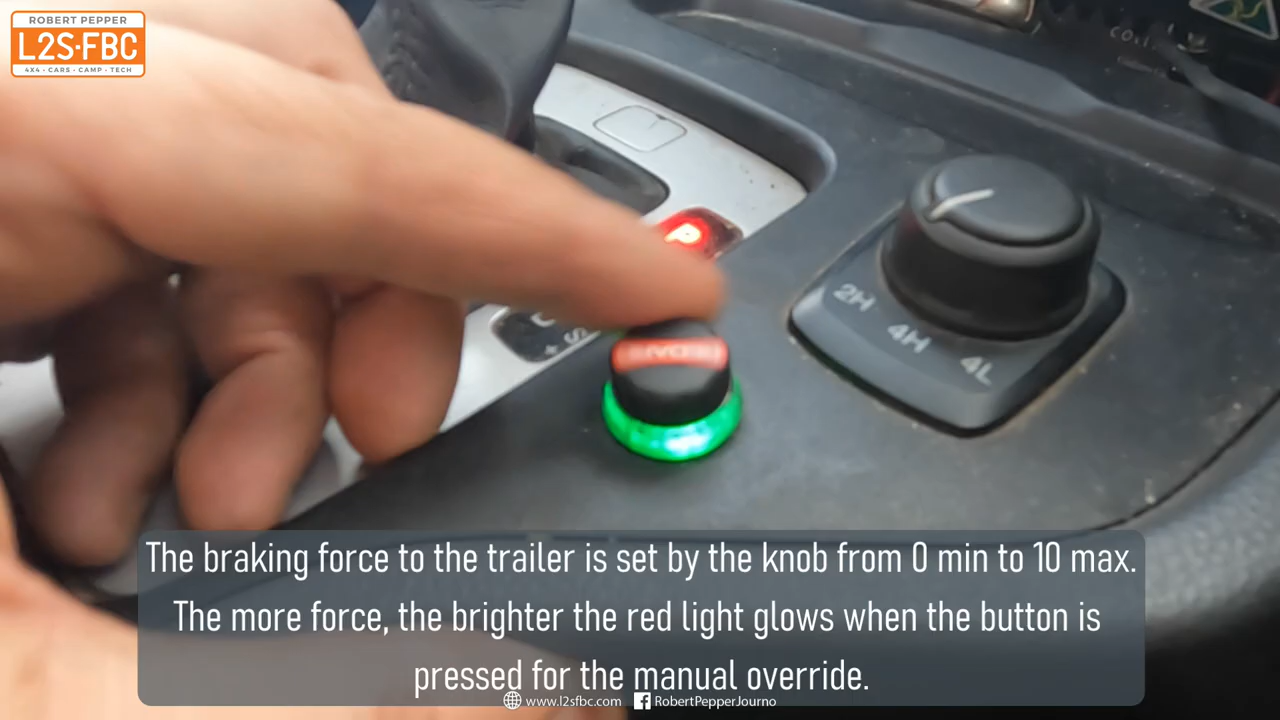 ROBERT PEPPER
L2S-FBC
4X4 • CARS • CAMP • TECH
P
2H
4H
4L
The braking force to the trailer is set by the knob from 0 min to 10 max.
The more force, the brighter the red light glows when the button is
pressed for the manual override.
www.l2sfbc.com RobertPepperJourno